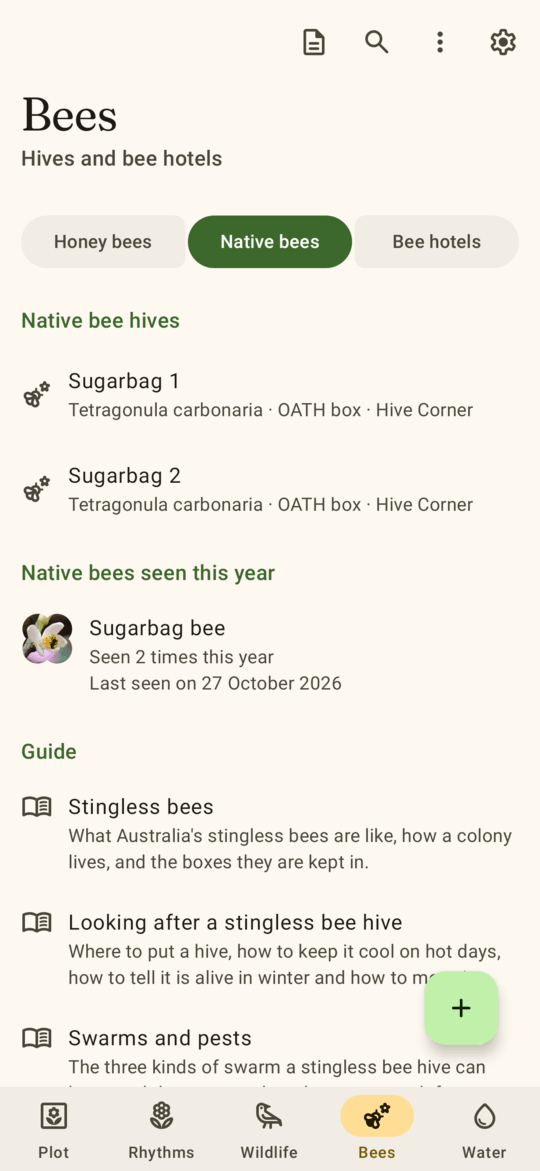 Bees
Hives and bee hotels
Honey bees
Native bees
Bee hotels
Native bee hives
Sugarbag 1
Tetragonula carbonaria · OATH box · Hive Corner
Sugarbag 2
Tetragonula carbonaria · OATH box · Hive Corner
Native bees seen this year
Sugarbag bee
Seen 2 times this year
Last seen on 27 October 2026
Guide
Stingless bees
What Australia's stingless bees are like, how a colony
lives, and the boxes they are kept in.
Looking after a stingless bee hive
Where to put a hive, how to keep it cool on hot days,
how to tell it is alive in winter and how to
Swarms and pests
The three kinds of swarm a stingless bee hive can
Plot
Rhythms
Wildlife
Bees
Water